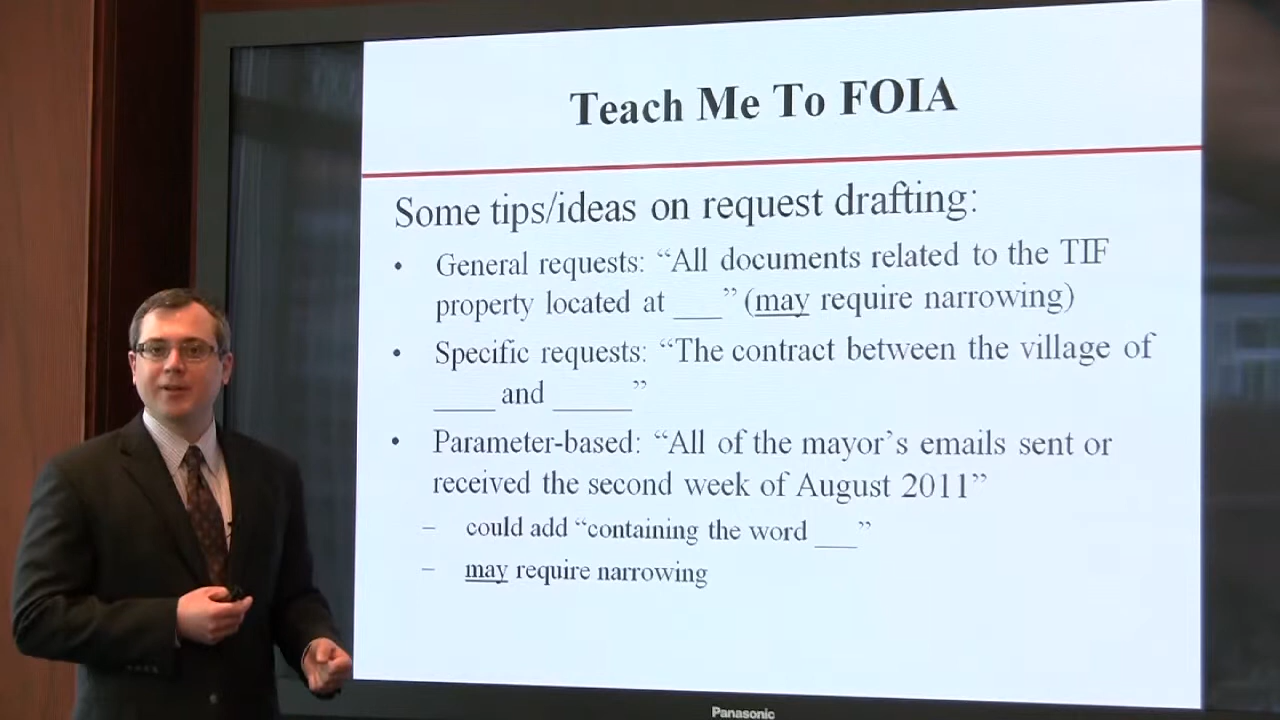 Teach Me To FOIA
Some tips/ideas on request drafting:
• General requests: “All documents related to the TIF
property located at ___” (may require narrowing)
• Specific requests: “The contract between the village of
____ and _____”
• Parameter-based: “All of the mayor’s emails sent or
received the second week of August 2011”
– could add “containing the word ___”
– may require narrowing
Panasonic